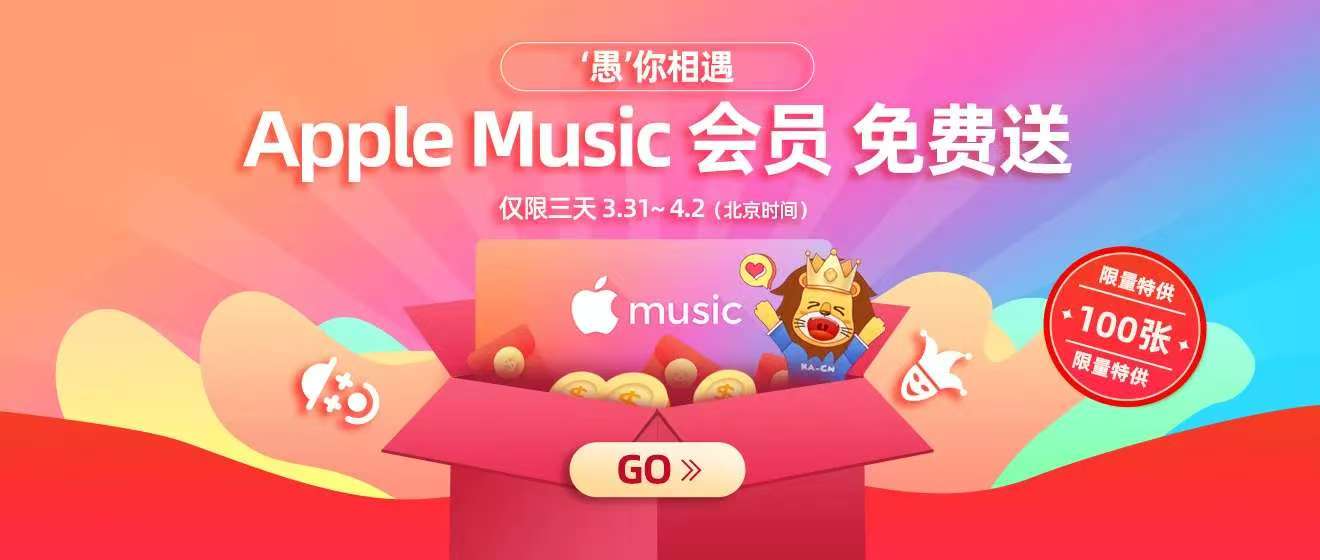 ‘愚’你相遇
Apple Music 会员 免费送
仅限三天 3.31~4.2（北京时间）
music
KA-CN
限量特供
100张
限量特供
GO